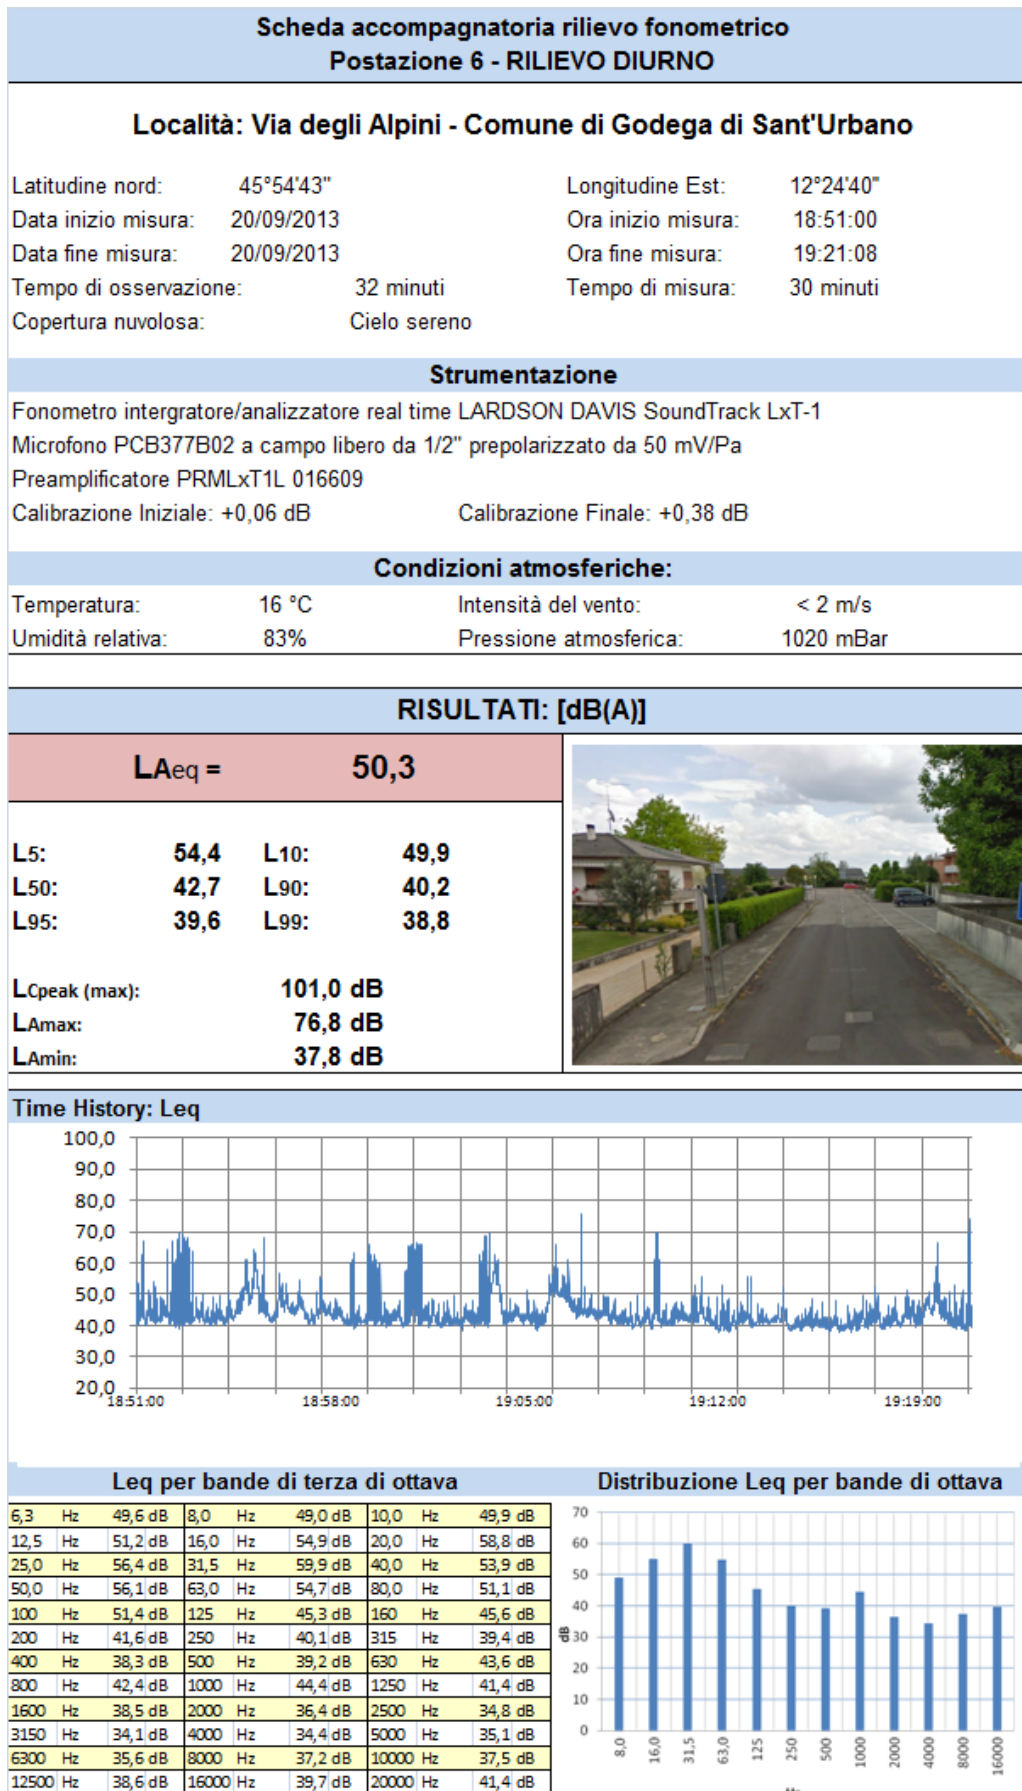 Scheda accompagnatoria rilievo fonometrico
Postazione 6 - RILIEVO DIURNO
Località: Via degli Alpini - Comune di Godega di Sant'Urbano
Latitudine nord: 45°54'43" Longitudine Est: 12°24'40"
Data inizio misura: 20/09/2013 Ora inizio misura: 18:51:00
Data fine misura: 20/09/2013 Ora fine misura: 19:21:08
Tempo di osservazione: 32 minuti Tempo di misura: 30 minuti
Copertura nuvolosa: Cielo sereno
Strumentazione
Fonometro intergratore/analizzatore real time LARDSON DAVIS SoundTrack LxT-1
Microfono PCB377B02 a campo libero da 1/2" prepolarizzato da 50 mV/Pa
Preamplificatore PRMLxT1L 016609
Calibrazione Iniziale: +0,06 dB Calibrazione Finale: +0,38 dB
Condizioni atmosferiche:
Temperatura: 16 °C Intensità del vento: < 2 m/s
Umidità relativa: 83% Pressione atmosferica: 1020 mBar
RISULTATI: [dB(A)]
LAeq = 50,3
L5: 54,4 L10: 49,9
L50: 42,7 L90: 40,2
L95: 39,6 L99: 38,8
LCpeak (max): 101,0 dB
LAmax: 76,8 dB
LAmin: 37,8 dB
Time History: Leq
100,0
90,0
80,0
70,0
60,0
50,0
40,0
30,0
20,0
18:51:00 18:58:00 19:05:00 19:12:00 19:19:00
Leq per bande di terza di ottava
6,3 Hz 49,6 dB 8,0 Hz 49,0 dB 10,0 Hz 49,9 dB
12,5 Hz 51,2 dB 16,0 Hz 54,9 dB 20,0 Hz 58,8 dB
25,0 Hz 56,4 dB 31,5 Hz 59,9 dB 40,0 Hz 53,9 dB
50,0 Hz 56,1 dB 63,0 Hz 54,7 dB 80,0 Hz 51,1 dB
100 Hz 51,4 dB 125 Hz 45,3 dB 160 Hz 45,6 dB
200 Hz 41,6 dB 250 Hz 40,1 dB 315 Hz 39,4 dB
400 Hz 38,3 dB 500 Hz 39,2 dB 630 Hz 43,6 dB
800 Hz 42,4 dB 1000 Hz 44,4 dB 1250 Hz 41,4 dB
1600 Hz 38,5 dB 2000 Hz 36,4 dB 2500 Hz 34,8 dB
3150 Hz 34,1 dB 4000 Hz 34,4 dB 5000 Hz 35,1 dB
6300 Hz 35,6 dB 8000 Hz 37,2 dB 10000 Hz 37,5 dB
12500 Hz 38,6 dB 16000 Hz 39,7 dB 20000 Hz 41,4 dB
Distribuzione Leq per bande di ottava
70
60
50
40
30
20
10
0
dB
8,0 16,0 31,5 63,0 125 250 500 1000 2000 4000 8000 16000